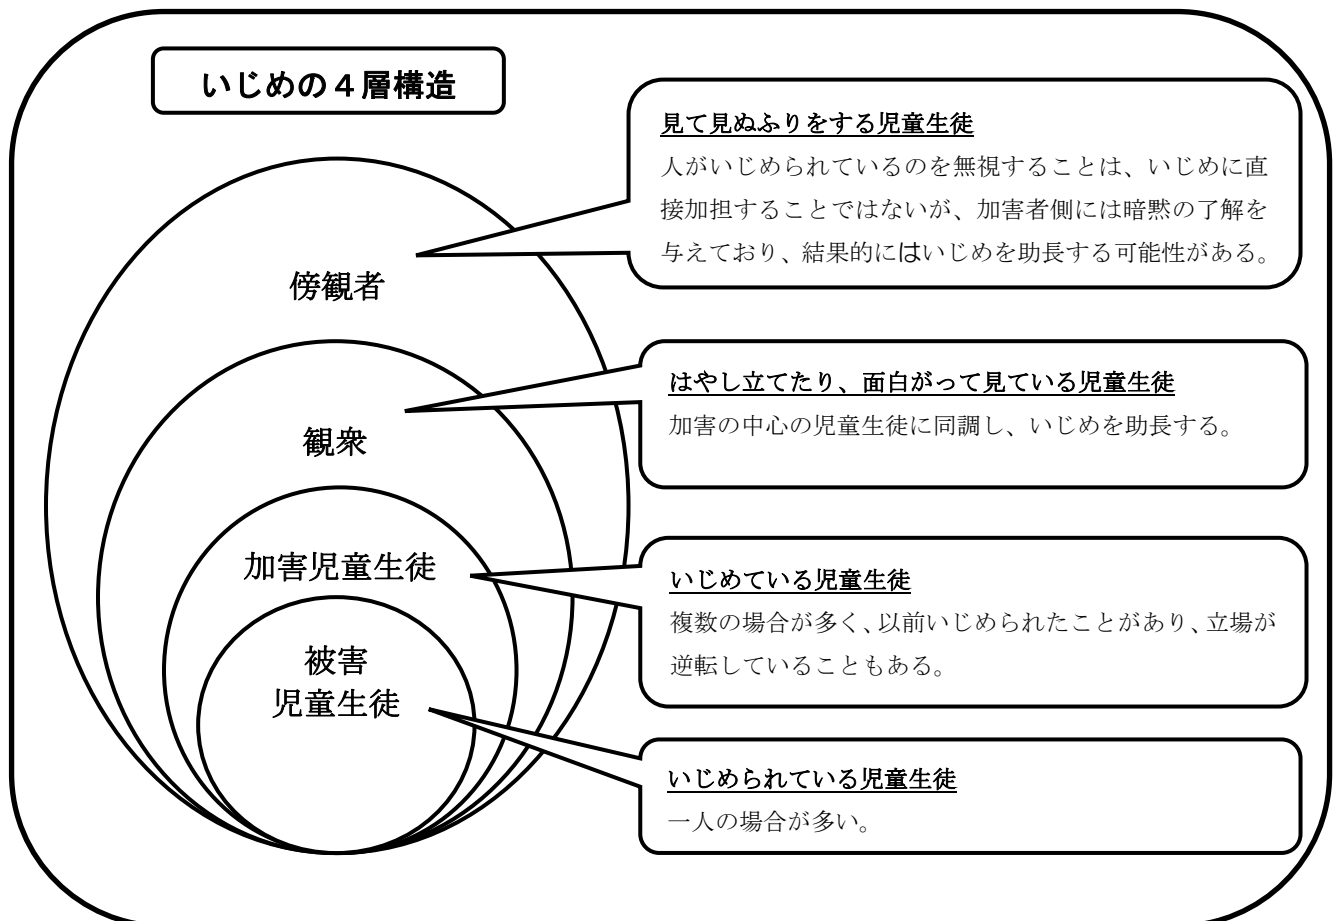 いじめの４層構造
見て見ぬふりをする児童生徒
人がいじめられているのを無視することは、いじめに直
接加担することではないが、加害者側には暗黙の了解を
与えており、結果的にはいじめを助長する可能性がある。
傍観者
はやし立てたり、面白がって見ている児童生徒
加害の中心の児童生徒に同調し、いじめを助長する。
観衆
いじめている児童生徒
複数の場合が多く、以前いじめられたことがあり、立場が
逆転していることもある。
加害児童生徒
被害
児童生徒
いじめられている児童生徒
一人の場合が多い。